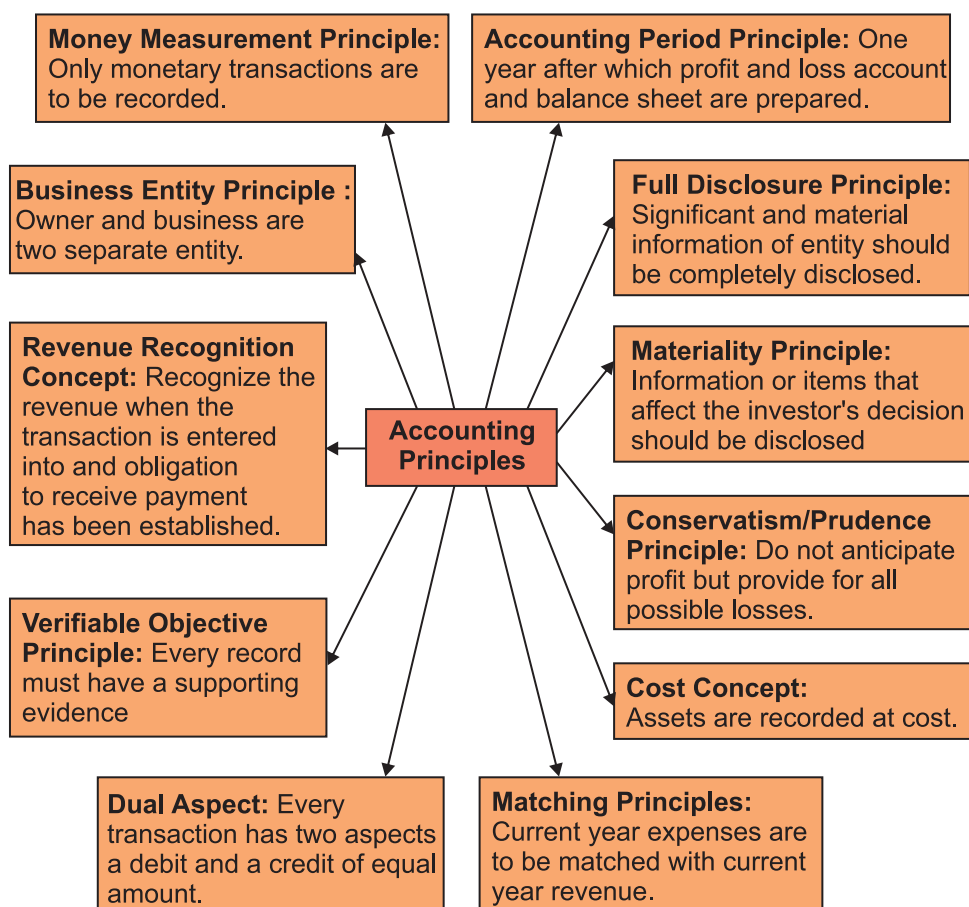 Money Measurement Principle:
Only monetary transactions are
to be recorded.
Accounting Period Principle: One
year after which profit and loss account
and balance sheet are prepared.
Business Entity Principle :
Owner and business are
two separate entity.
Full Disclosure Principle:
Significant and material
information of entity should
be completely disclosed.
Revenue Recognition
Concept: Recognize the
revenue when the
transaction is entered
into and obligation
to receive payment
has been established.
Accounting
Principles
Materiality Principle:
Information or items that
affect the investor's decision
should be disclosed
Conservatism/Prudence
Principle: Do not anticipate
profit but provide for all
possible losses.
Verifiable Objective
Principle: Every record
must have a supporting
evidence
Cost Concept:
Assets are recorded at cost.
Dual Aspect: Every
transaction has two aspects
a debit and a credit of equal
amount.
Matching Principles:
Current year expenses are
to be matched with current
year revenue.